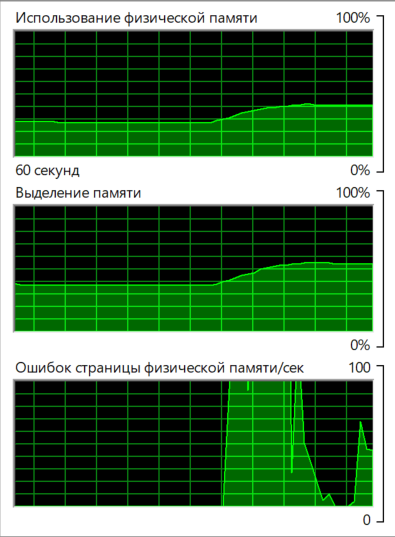 Использование физической памяти 100%
60 секунд 0%
Выделение памяти 100%
0%
Ошибок страницы физической памяти/сек 100
0